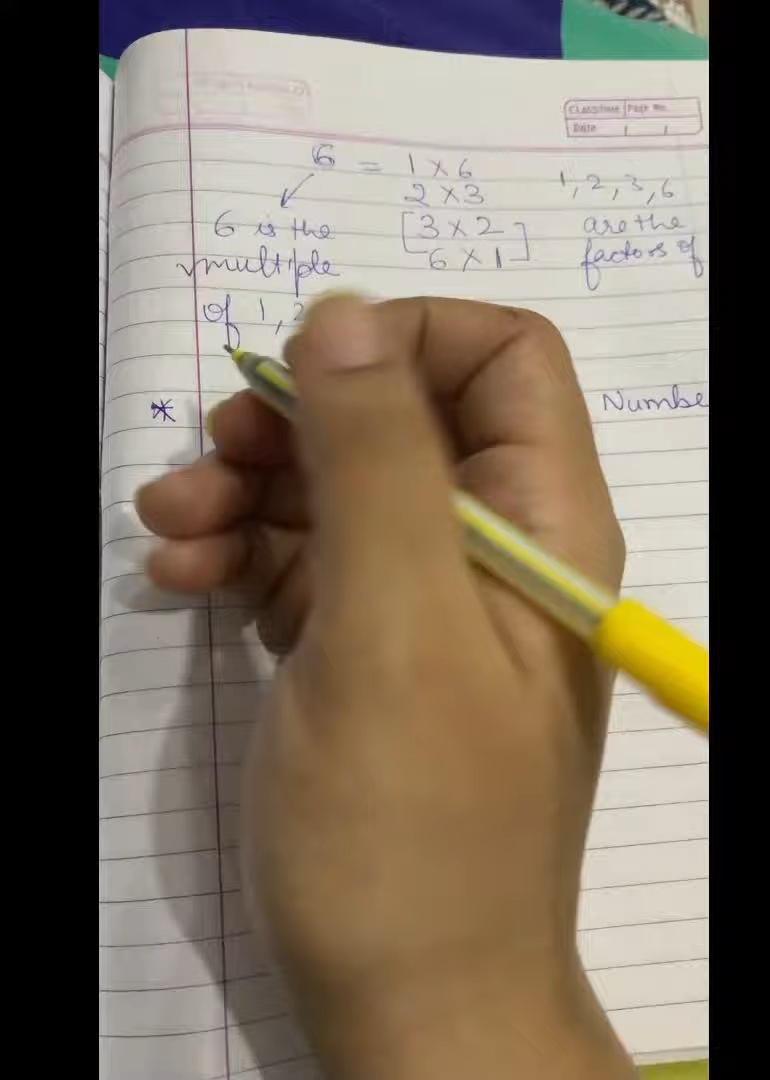 classmate Page No.
Date
6 = 1 × 6
2 × 3
[3 × 2
6 × 1]
1, 2, 3, 6
are the
factors of
6 is the
multiple
of 1, 2
*
Numbe